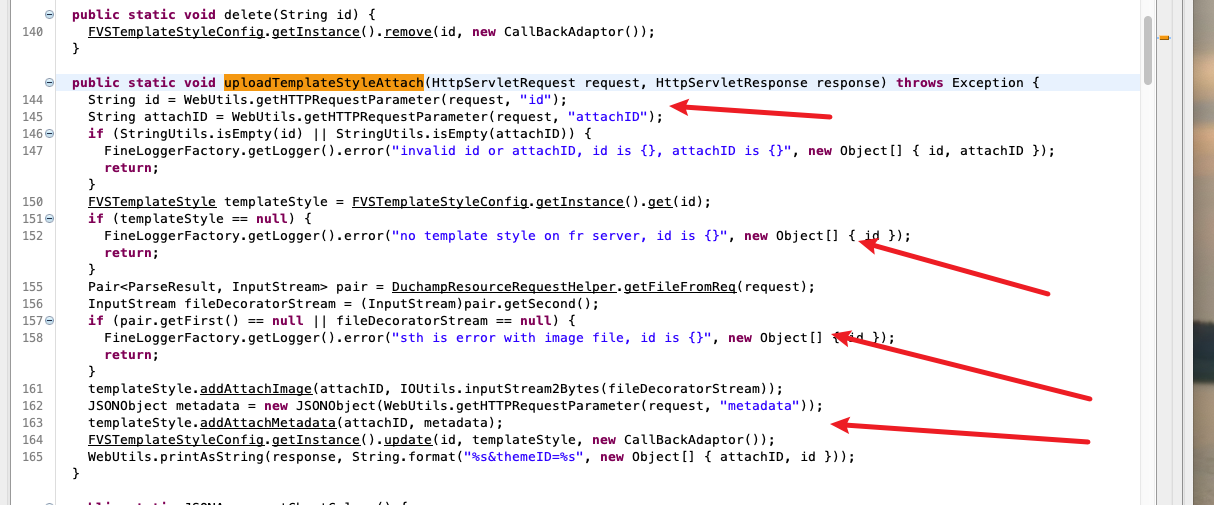 public static void delete(String id) {
140 FVSTemplateStyleConfig.getInstance().remove(id, new CallBackAdaptor());
}
public static void uploadTemplateStyleAttach(HttpServletRequest request, HttpServletResponse response) throws Exception {
144 String id = WebUtils.getHTTPRequestParameter(request, "id");
145 String attachID = WebUtils.getHTTPRequestParameter(request, "attachID");
146 if (StringUtils.isEmpty(id) || StringUtils.isEmpty(attachID)) {
147 FineLoggerFactory.getLogger().error("invalid id or attachID, id is {}, attachID is {}", new Object[] { id, attachID });
return;
}
150 FVSTemplateStyle templateStyle = FVSTemplateStyleConfig.getInstance().get(id);
151 if (templateStyle == null) {
152 FineLoggerFactory.getLogger().error("no template style on fr server, id is {}", new Object[] { id });
return;
}
155 Pair<ParseResult, InputStream> pair = DuchampResourceRequestHelper.getFileFromReq(request);
156 InputStream fileDecoratorStream = (InputStream)pair.getSecond();
157 if (pair.getFirst() == null || fileDecoratorStream == null) {
158 FineLoggerFactory.getLogger().error("sth is error with image file, id is {}", new Object[] { id });
return;
}
161 templateStyle.addAttachImage(attachID, IOUtils.inputStream2Bytes(fileDecoratorStream));
162 JSONObject metadata = new JSONObject(WebUtils.getHTTPRequestParameter(request, "metadata"));
163 templateStyle.addAttachMetadata(attachID, metadata);
164 FVSTemplateStyleConfig.getInstance().update(id, templateStyle, new CallBackAdaptor());
165 WebUtils.printAsString(response, String.format("%s&themeID=%s", new Object[] { attachID, id }));
}